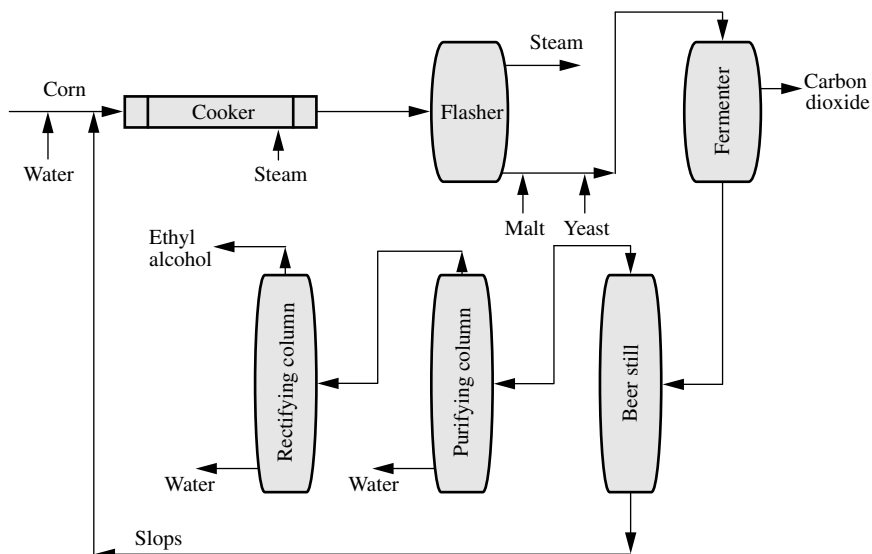 Corn
Water
Cooker
Steam
Flasher
Steam
Malt
Yeast
Fermenter
Carbon
dioxide
Ethyl
alcohol
Rectifying column
Water
Purifying column
Water
Beer still
Slops